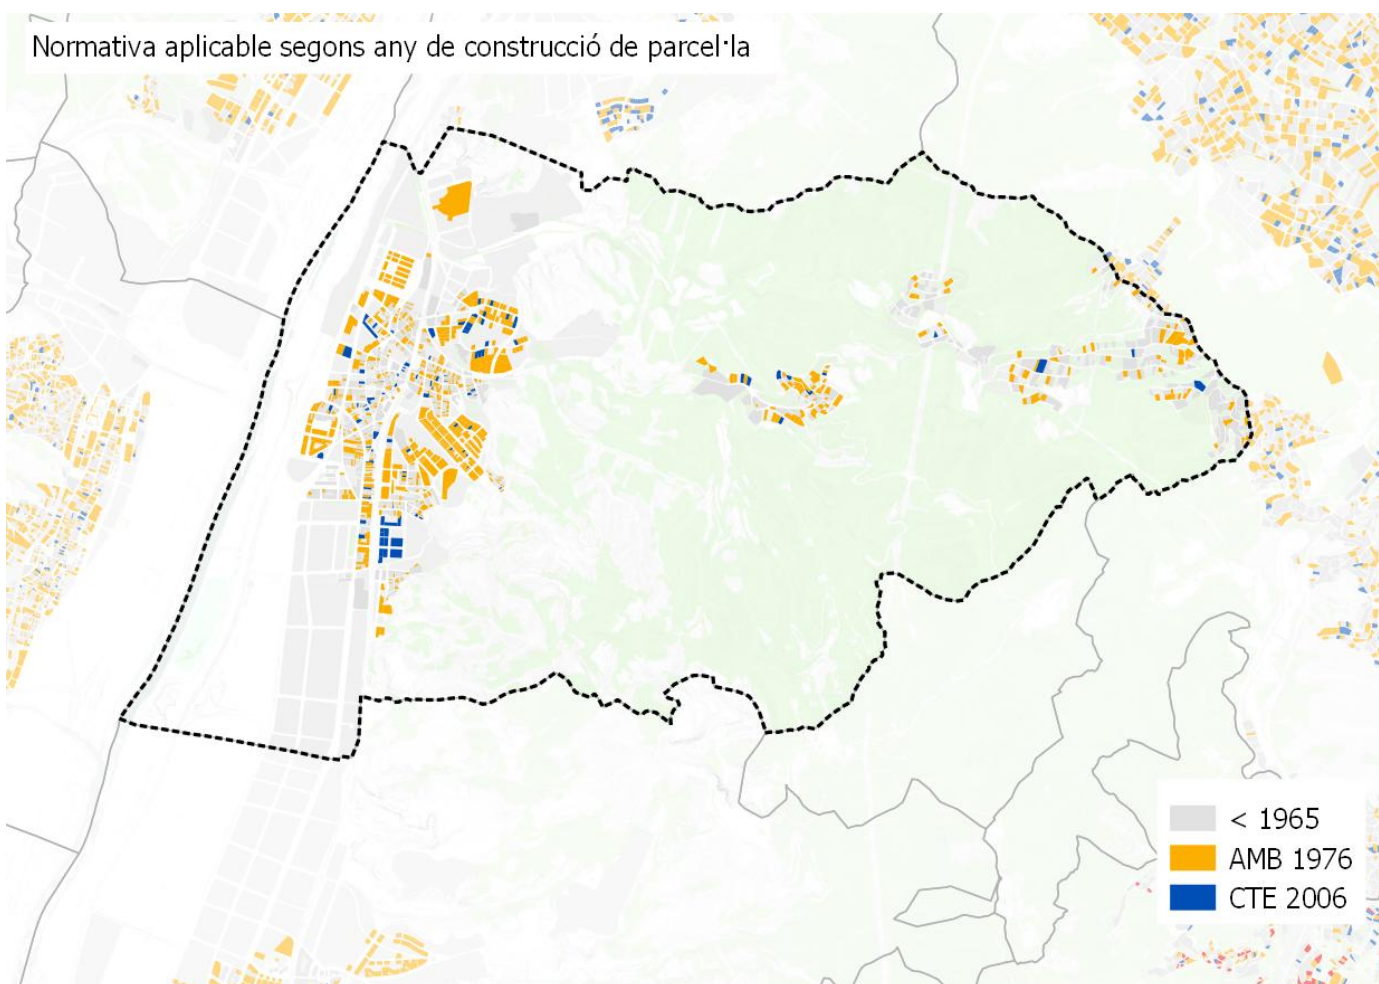 Normativa aplicable segons any de construcció de parcel·la
< 1965
AMB 1976
CTE 2006